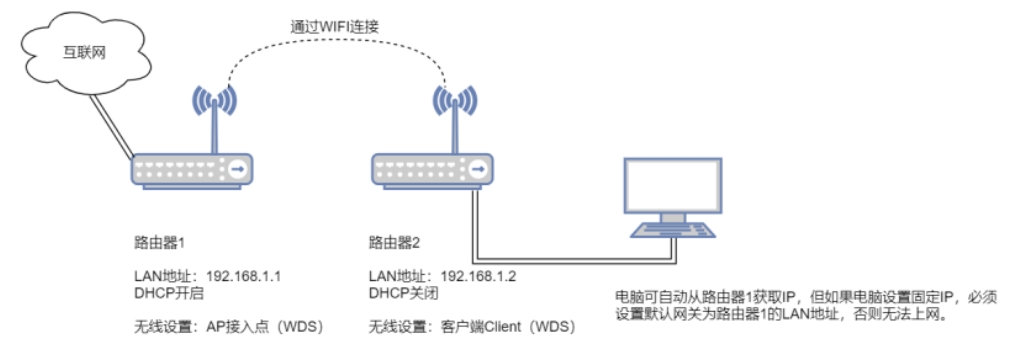 通过WIFI连接
互联网
路由器1
LAN地址：192.168.1.1
DHCP开启
无线设置：AP接入点（WDS）
路由器2
LAN地址：192.168.1.2
DHCP关闭
无线设置：客户端Client（WDS）
电脑可自动从路由器1获取IP，但如果电脑设置固定IP，必须
设置默认网关为路由器1的LAN地址，否则无法上网。